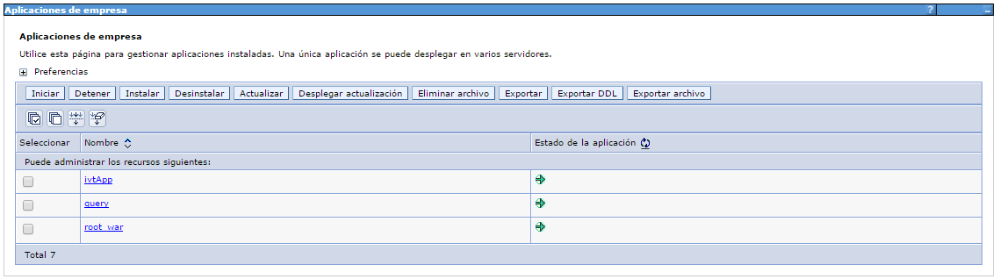 Aplicaciones de empresa ?
Aplicaciones de empresa
Utilice esta página para gestionar aplicaciones instaladas. Una única aplicación se puede desplegar en varios servidores.
Preferencias
Iniciar Detener Instalar Desinstalar Actualizar Desplegar actualización Eliminar archivo Exportar Exportar DDL Exportar archivo
Seleccionar Nombre Estado de la aplicación
Puede administrar los recursos siguientes:
ivtApp
query
root_war
Total 7